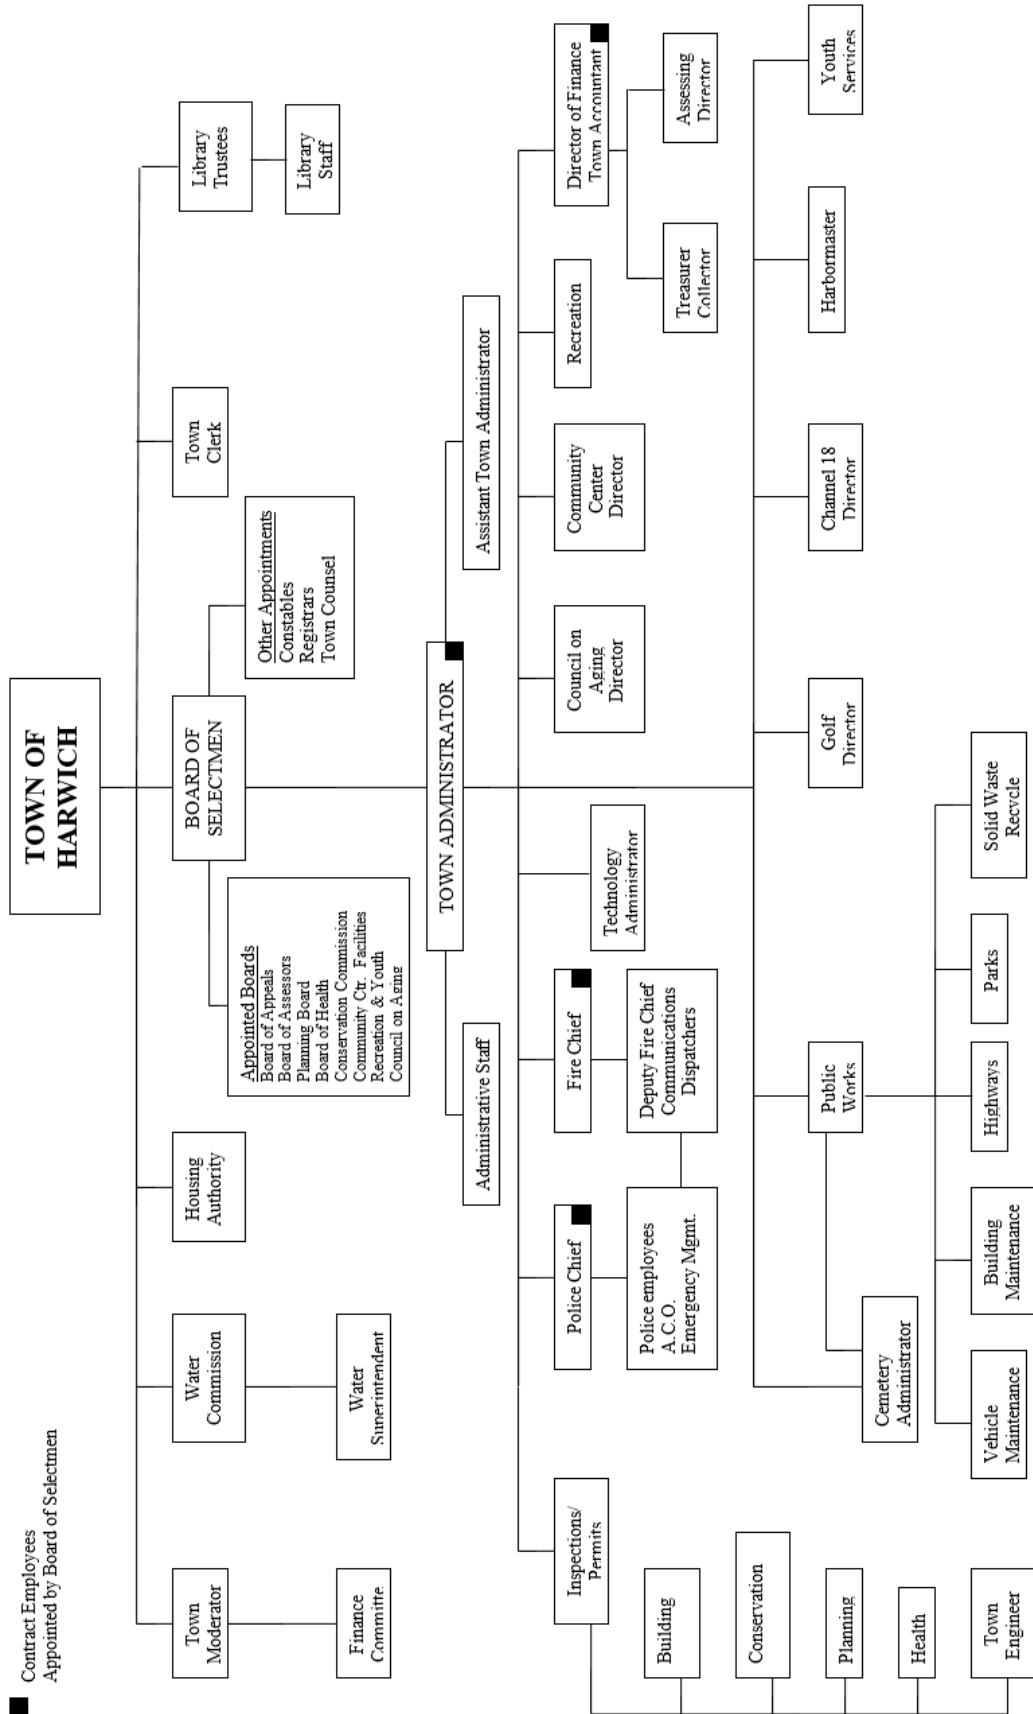 TOWN OF
HARWICH
Contract Employees
Appointed by Board of Selectmen
Town
Moderator
Finance
Committe
Water
Commission
Water
Superintendent
Housing
Authority
BOARD OF
SELECTMEN
Appointed Boards
Board of Appeals
Board of Assessors
Planning Board
Board of Health
Conservation Commission
Community Ctr. Facilities
Recreation & Youth
Council on Aging
Other Appointments
Constables
Registrars
Town Counsel
Town
Clerk
Library
Trustees
Library
Staff
TOWN ADMINISTRATOR
Administrative Staff
Assistant Town Administrator
Inspections/
Permits
Building
Conservation
Planning
Health
Town
Engineer
Police Chief
Police employees
A.C.O.
Emergency Mgmt.
Fire Chief
Deputy Fire Chief
Communications
Dispatchers
Technology
Administrator
Council on
Aging
Director
Community
Center
Director
Recreation
Director of Finance
Town Accountant
Treasurer
Collector
Assessing
Director
Cemetery
Administrator
Public
Works
Vehicle
Maintenance
Building
Maintenance
Highways
Parks
Solid Waste
Recycle
Golf
Director
Channel 18
Director
Harbormaster
Youth
Services